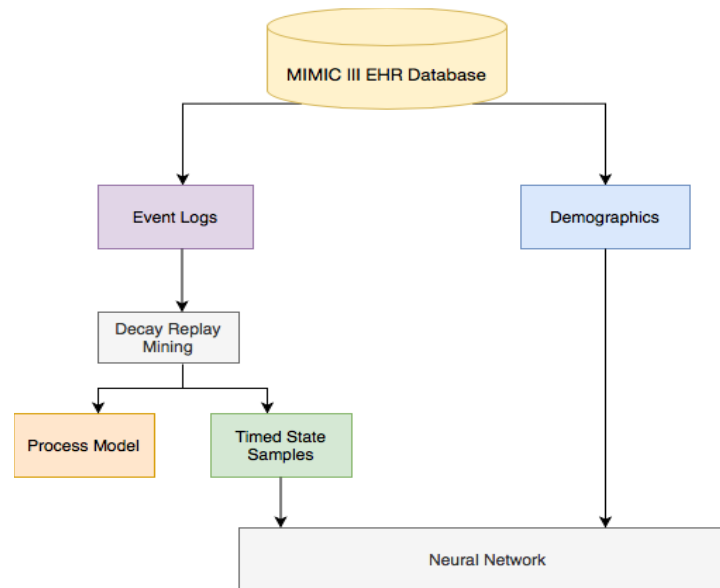 MIMIC III EHR Database
Event Logs
Demographics
Decay Replay
Mining
Process Model
Timed State
Samples
Neural Network